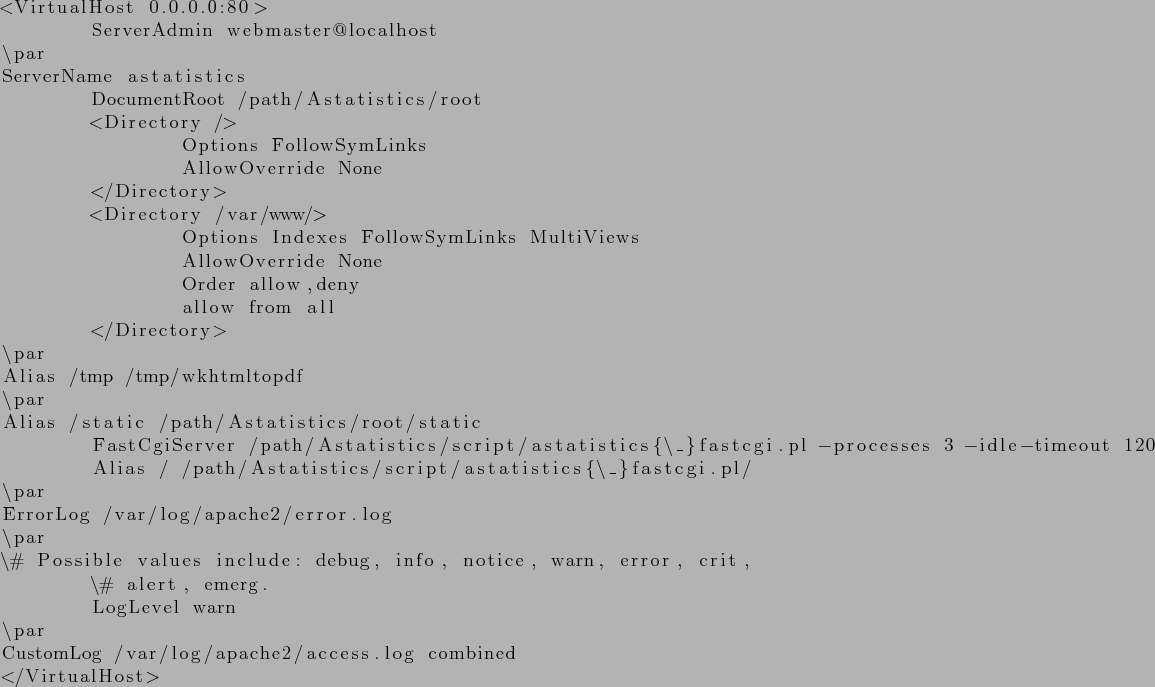 <VirtualHost 0.0.0.0:80>
ServerAdmin webmaster@localhost
\par
ServerName astatistics
DocumentRoot /path/Astatistics/root
<Directory />
Options FollowSymLinks
AllowOverride None
</Directory>
<Directory /var/www/>
Options Indexes FollowSymLinks MultiViews
AllowOverride None
Order allow,deny
allow from all
</Directory>
\par
Alias /tmp /tmp/wkhtmltopdf
\par
Alias /static /path/Astatistics/root/static
FastCgiServer /path/Astatistics/script/astatistics{\_}fastcgi.pl -processes 3 -idle-timeout 120
Alias / /path/Astatistics/script/astatistics{\_}fastcgi.pl/
\par
ErrorLog /var/log/apache2/error.log
\par
\# Possible values include: debug, info, notice, warn, error, crit,
\# alert, emerg.
LogLevel warn
\par
CustomLog /var/log/apache2/access.log combined
</VirtualHost>